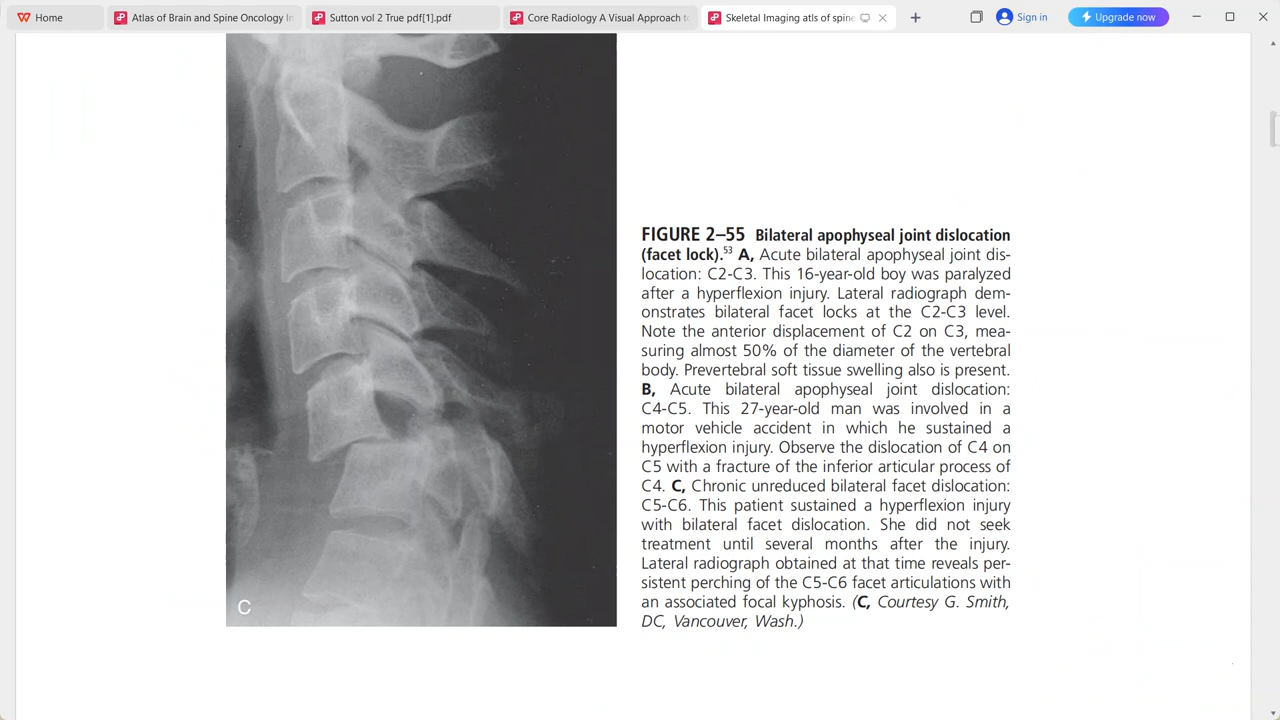 Home
Atlas of Brain and Spine Oncology I
Sutton vol 2 True pdf[1].pdf
Core Radiology A Visual Approach to
Skeletal Imaging atls of spine
Sign in
Upgrade now
FIGURE 2–55 Bilateral apophyseal joint dislocation
(facet lock).53 A, Acute bilateral apophyseal joint dis-
location: C2-C3. This 16-year-old boy was paralyzed
after a hyperflexion injury. Lateral radiograph dem-
onstrates bilateral facet locks at the C2-C3 level.
Note the anterior displacement of C2 on C3, mea-
suring almost 50% of the diameter of the vertebral
body. Prevertebral soft tissue swelling also is present.
B, Acute bilateral apophyseal joint dislocation:
C4-C5. This 27-year-old man was involved in a
motor vehicle accident in which he sustained a
hyperflexion injury. Observe the dislocation of C4 on
C5 with a fracture of the inferior articular process of
C4. C, Chronic unreduced bilateral facet dislocation:
C5-C6. This patient sustained a hyperflexion injury
with bilateral facet dislocation. She did not seek
treatment until several months after the injury.
Lateral radiograph obtained at that time reveals per-
sistent perching of the C5-C6 facet articulations with
an associated focal kyphosis. (C, Courtesy G. Smith,
DC, Vancouver, Wash.)
C